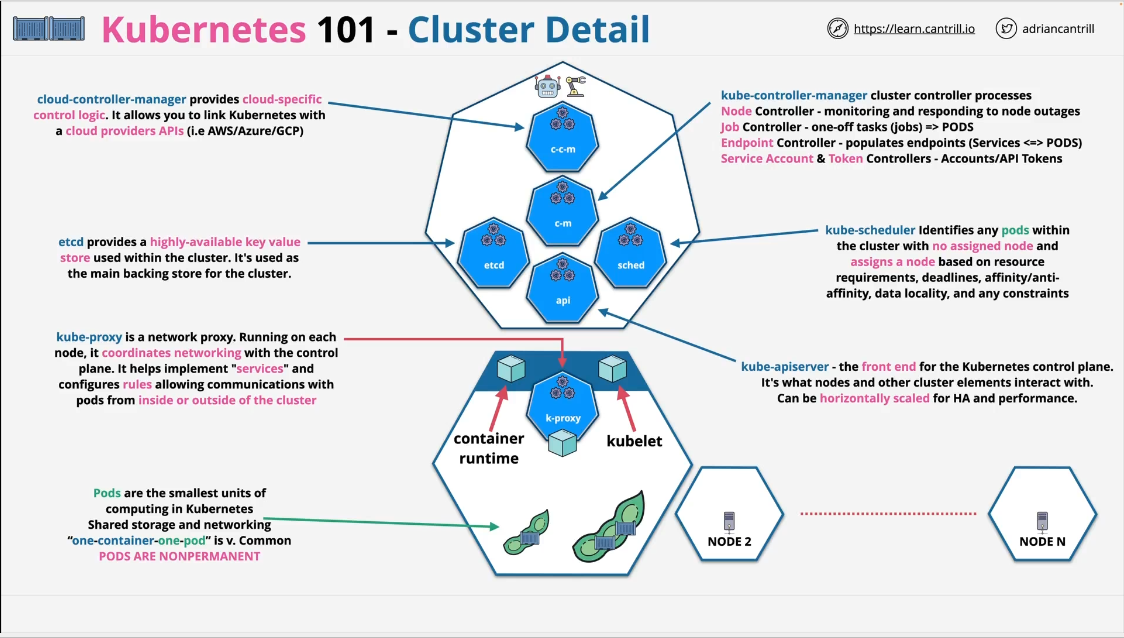 Kubernetes 101 - Cluster Detail
https://learn.cantrill.io
adriancantrill
cloud-controller-manager provides cloud-specific
control logic. It allows you to link Kubernetes with
a cloud providers APIs (i.e AWS/Azure/GCP)
kube-controller-manager cluster controller processes
Node Controller - monitoring and responding to node outages
Job Controller - one-off tasks (jobs) => PODS
Endpoint Controller - populates endpoints (Services <=> PODS)
Service Account & Token Controllers - Accounts/API Tokens
c-c-m
c-m
etcd
sched
api
etcd provides a highly-available key value
store used within the cluster. It's used as
the main backing store for the cluster.
kube-scheduler Identifies any pods within
the cluster with no assigned node and
assigns a node based on resource
requirements, deadlines, affinity/anti-
affinity, data locality, and any constraints
kube-proxy is a network proxy. Running on each
node, it coordinates networking with the control
plane. It helps implement "services" and
configures rules allowing communications with
pods from inside or outside of the cluster
kube-apiserver - the front end for the Kubernetes control plane.
It's what nodes and other cluster elements interact with.
Can be horizontally scaled for HA and performance.
k-proxy
container
runtime
kubelet
Pods are the smallest units of
computing in Kubernetes
Shared storage and networking
“one-container-one-pod” is v. Common
PODS ARE NONPERMANENT
NODE 2
NODE N